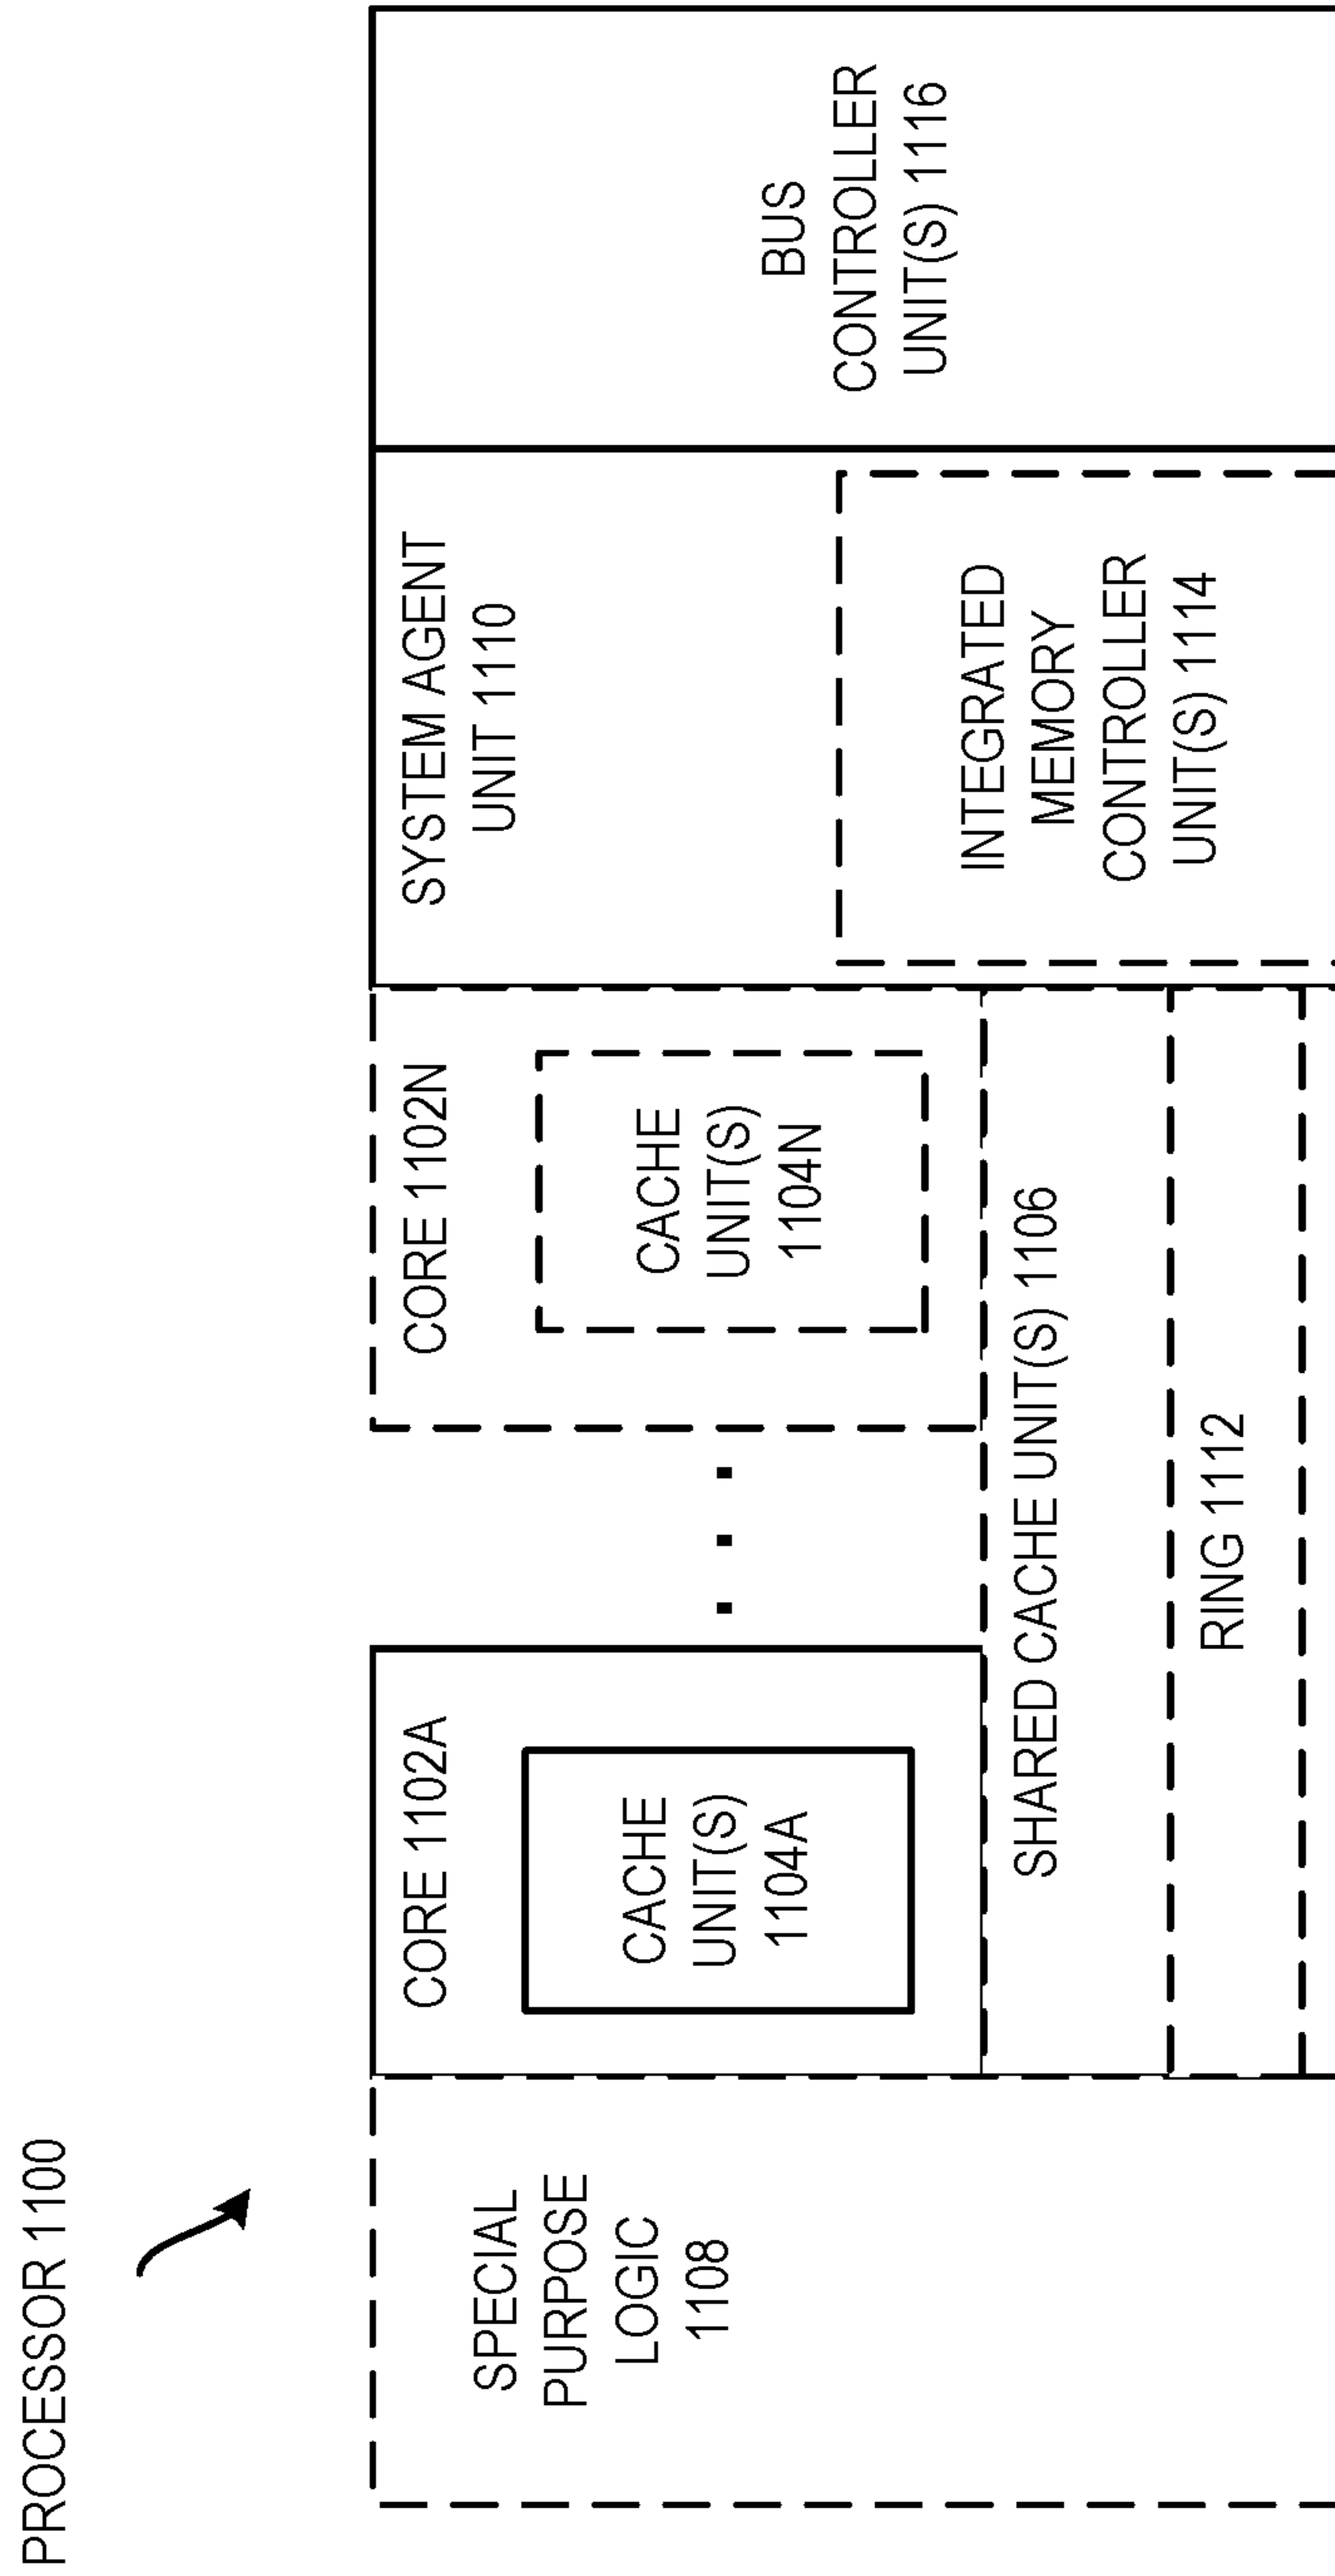 PROCESSOR 1100
SPECIAL
PURPOSE
LOGIC
1108
CORE 1102A
CACHE
UNIT(S)
1104A
CORE 1102N
CACHE
UNIT(S)
1104N
SHARED CACHE UNIT(S) 1106
RING 1112
SYSTEM AGENT
UNIT 1110
INTEGRATED
MEMORY
CONTROLLER
UNIT(S) 1114
BUS
CONTROLLER
UNIT(S) 1116